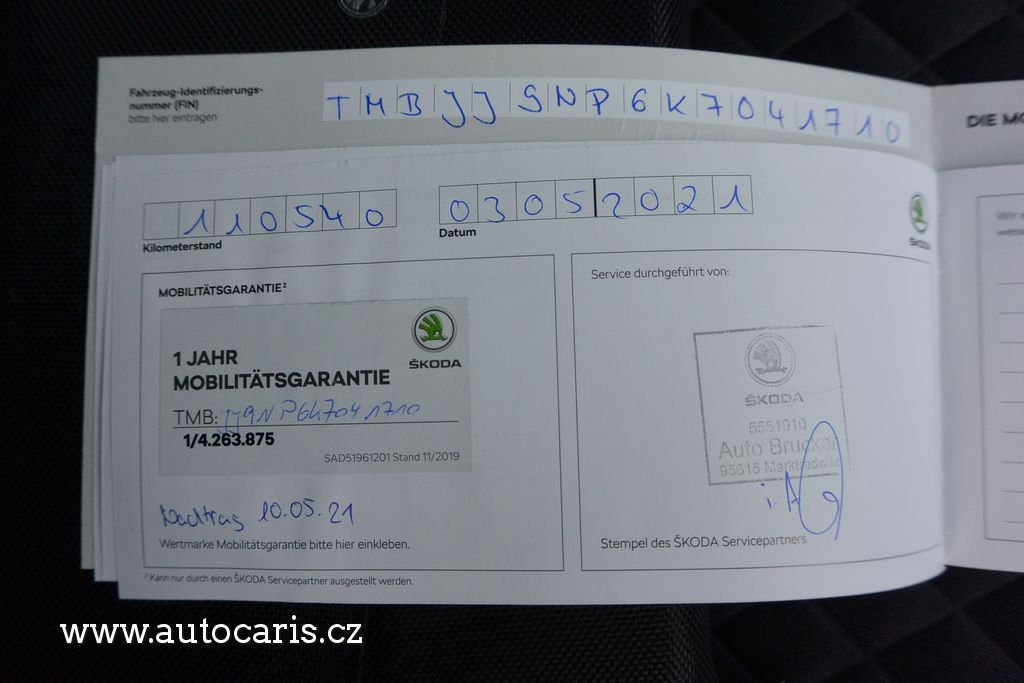 Fahrzeug-Identifizierungs-
nummer (FIN)
bitte hier eintragen
TMBJJ9NP6K7041710
DIE MO
110540
Kilometerstand
03052021
Datum
ŠKODA
MOBILITÄTSGARANTIE²
1 JAHR
MOBILITÄTSGARANTIE
ŠKODA
TMB: JJ9NP6K7041710
1/4.263.875
SAD51961201 Stand 11/2019
Nachtrag 10.05.21
Wertmarke Mobilitätsgarantie bitte hier einkleben.
² Kann nur durch einen ŠKODA Servicepartner ausgestellt werden.
Service durchgeführt von:
ŠKODA
5551910
Auto Brucker
95615 Marktredwitz
i.A
Stempel des ŠKODA Servicepartners
www.autocaris.cz